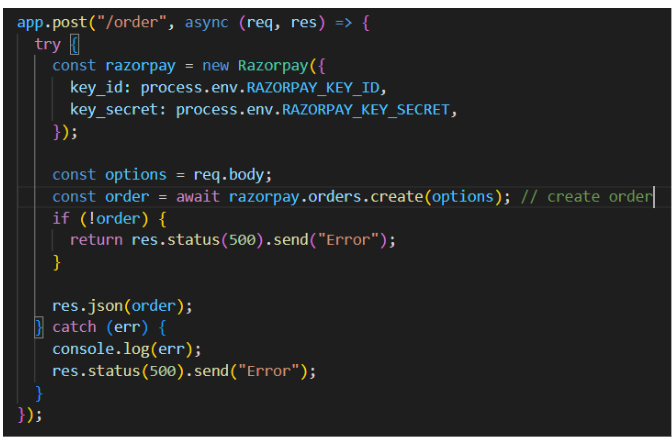 app.post("/order", async (req, res) => {
  try {
    const razorpay = new Razorpay({
      key_id: process.env.RAZORPAY_KEY_ID,
      key_secret: process.env.RAZORPAY_KEY_SECRET,
    });

    const options = req.body;
    const order = await razorpay.orders.create(options); // create order
    if (!order) {
      return res.status(500).send("Error");
    }

    res.json(order);
  } catch (err) {
    console.log(err);
    res.status(500).send("Error");
  }
});